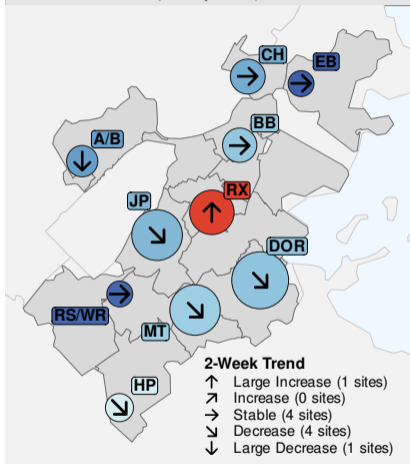 CH
EB
BB
A/B
RX
JP
DOR
RS/WR
MT
HP
2-Week Trend
↑ Large Increase (1 sites)
↗ Increase (0 sites)
→ Stable (4 sites)
↘ Decrease (4 sites)
↓ Large Decrease (1 sites)